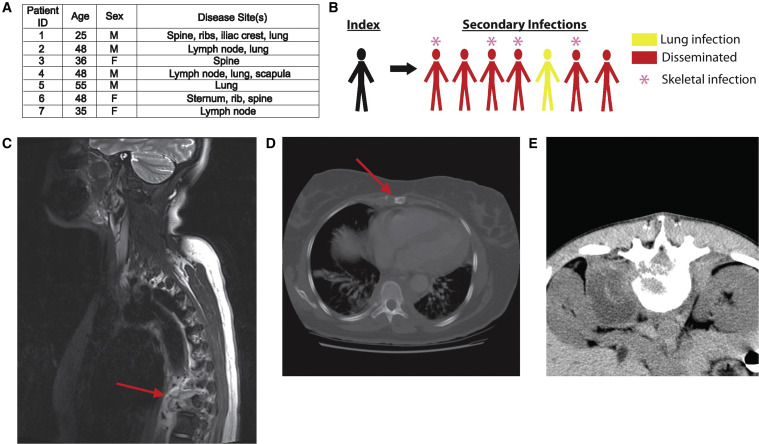 A
Patient ID Age Sex Disease Site(s)
1 25 M Spine, ribs, iliac crest, lung
2 48 M Lymph node, lung
3 36 F Spine
4 48 M Lymph node, lung, scapula
5 55 M Lung
6 48 F Sternum, rib, spine
7 35 F Lymph node
B
Index Secondary Infections
* * * *
Lung infection
Disseminated
* Skeletal infection
C
D
E